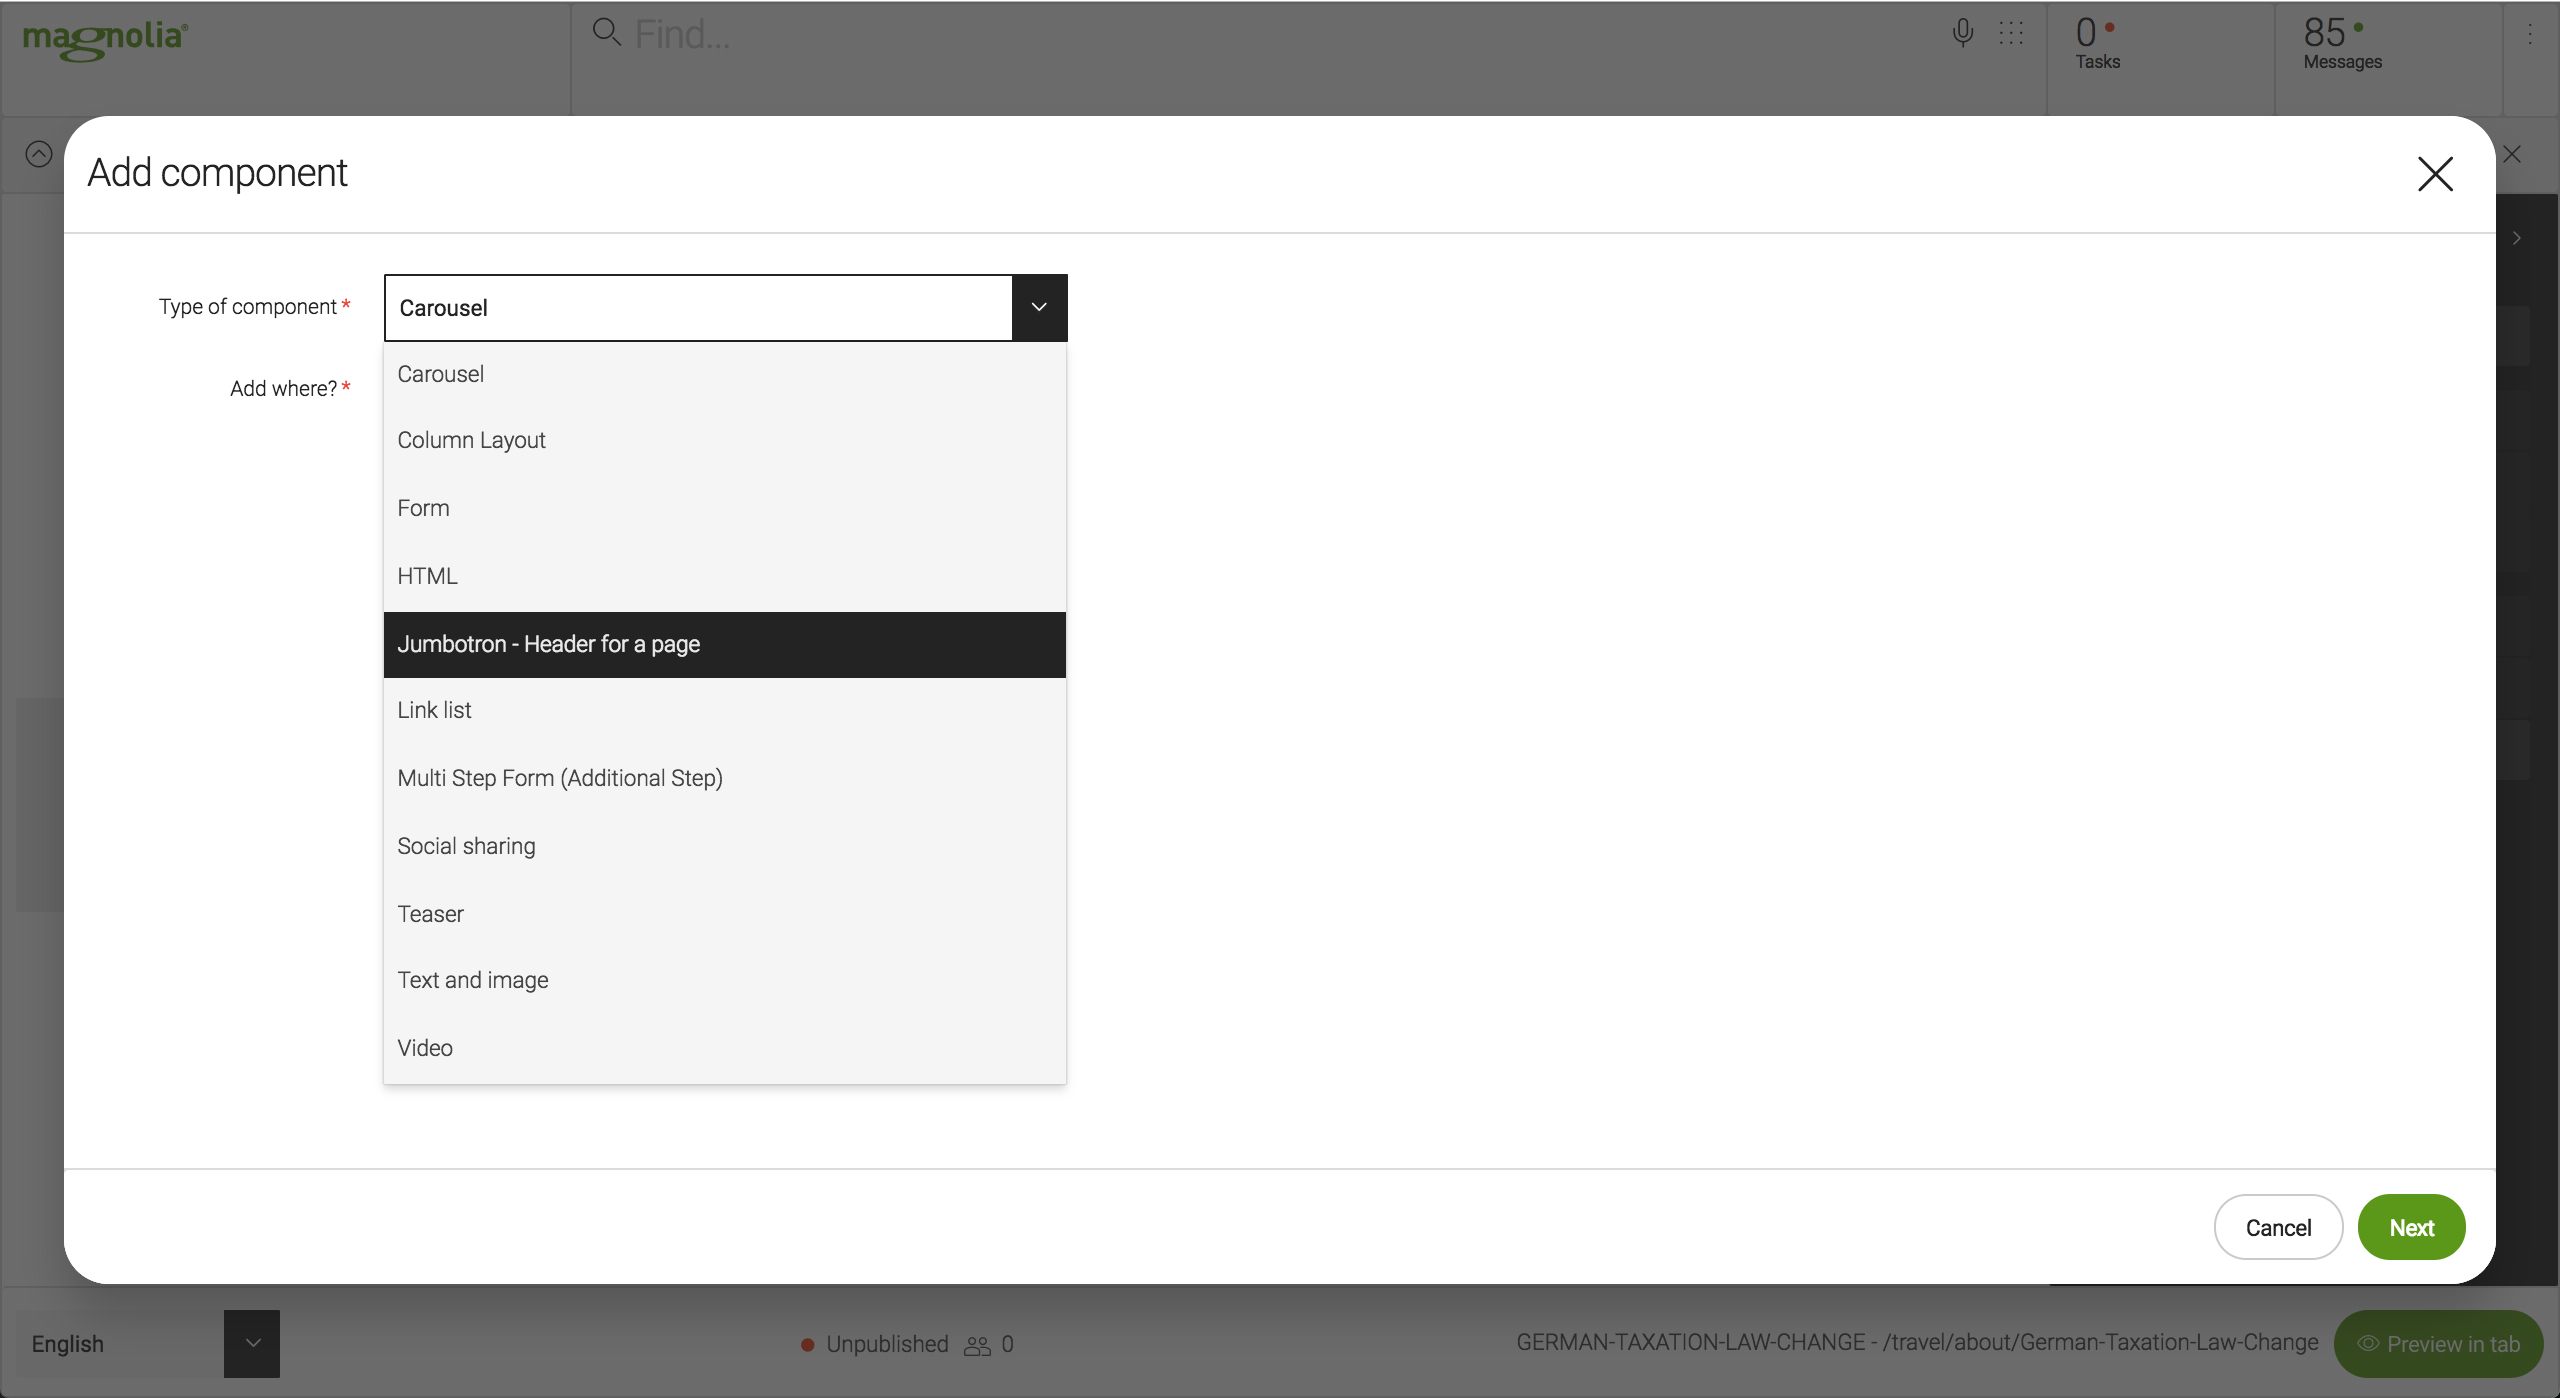 magnolia®
Find...
0
Tasks
85
Messages
Add component
Type of component *
Carousel
Add where? *
Carousel
Column Layout
Form
HTML
Jumbotron - Header for a page
Link list
Multi Step Form (Additional Step)
Social sharing
Teaser
Text and image
Video
Cancel
Next
English
Unpublished 0
GERMAN-TAXATION-LAW-CHANGE - /travel/about/German-Taxation-Law-Change
Preview in tab